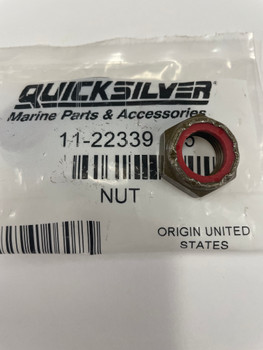 QUICKSILVER
Marine Parts & Accessories
11-22339
NUT
ORIGIN UNITED
STATES